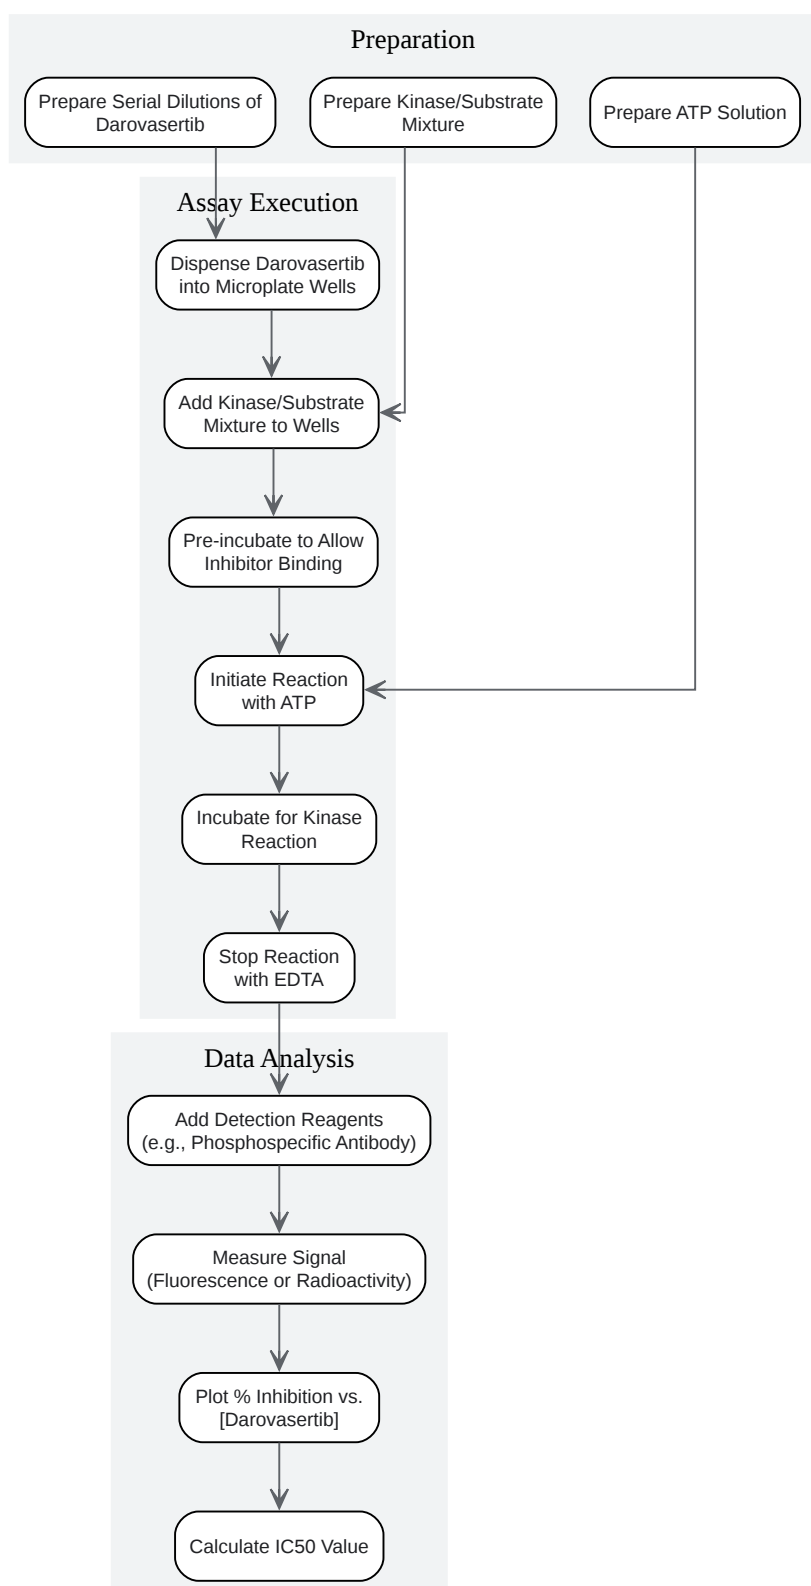 Preparation
Prepare Serial Dilutions of
Darovasertib
Prepare Kinase/Substrate
Mixture
Prepare ATP Solution
Assay Execution
Dispense Darovasertib
into Microplate Wells
Add Kinase/Substrate
Mixture to Wells
Pre-incubate to Allow
Inhibitor Binding
Initiate Reaction
with ATP
Incubate for Kinase
Reaction
Stop Reaction
with EDTA
Data Analysis
Add Detection Reagents
(e.g., Phosphospecific Antibody)
Measure Signal
(Fluorescence or Radioactivity)
Plot % Inhibition vs.
[Darovasertib]
Calculate IC50 Value